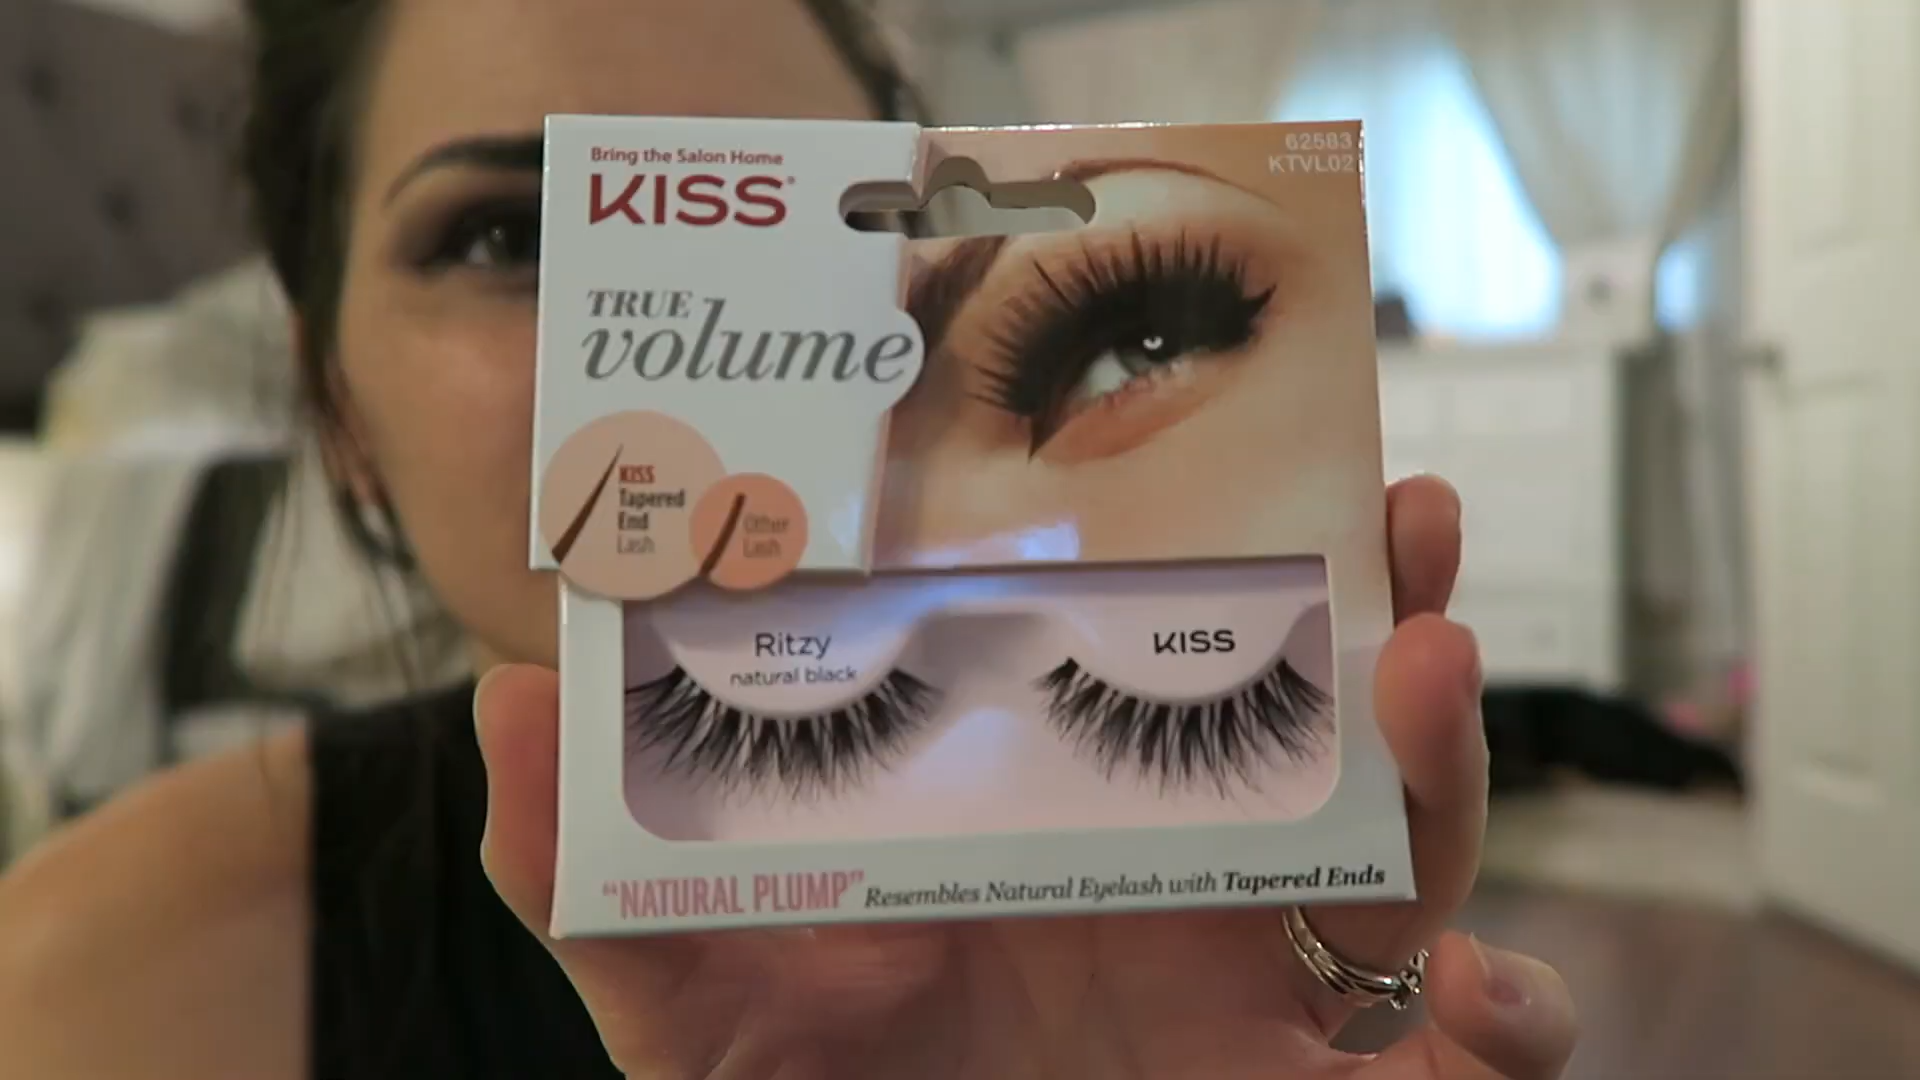 Bring the Salon Home
KISS
62583
KTVL02
TRUE
volume
KISS
Tapered
End
Lash
Other
Lash
Ritzy
natural black
KISS
"NATURAL PLUMP" Resembles Natural Eyelash with Tapered Ends